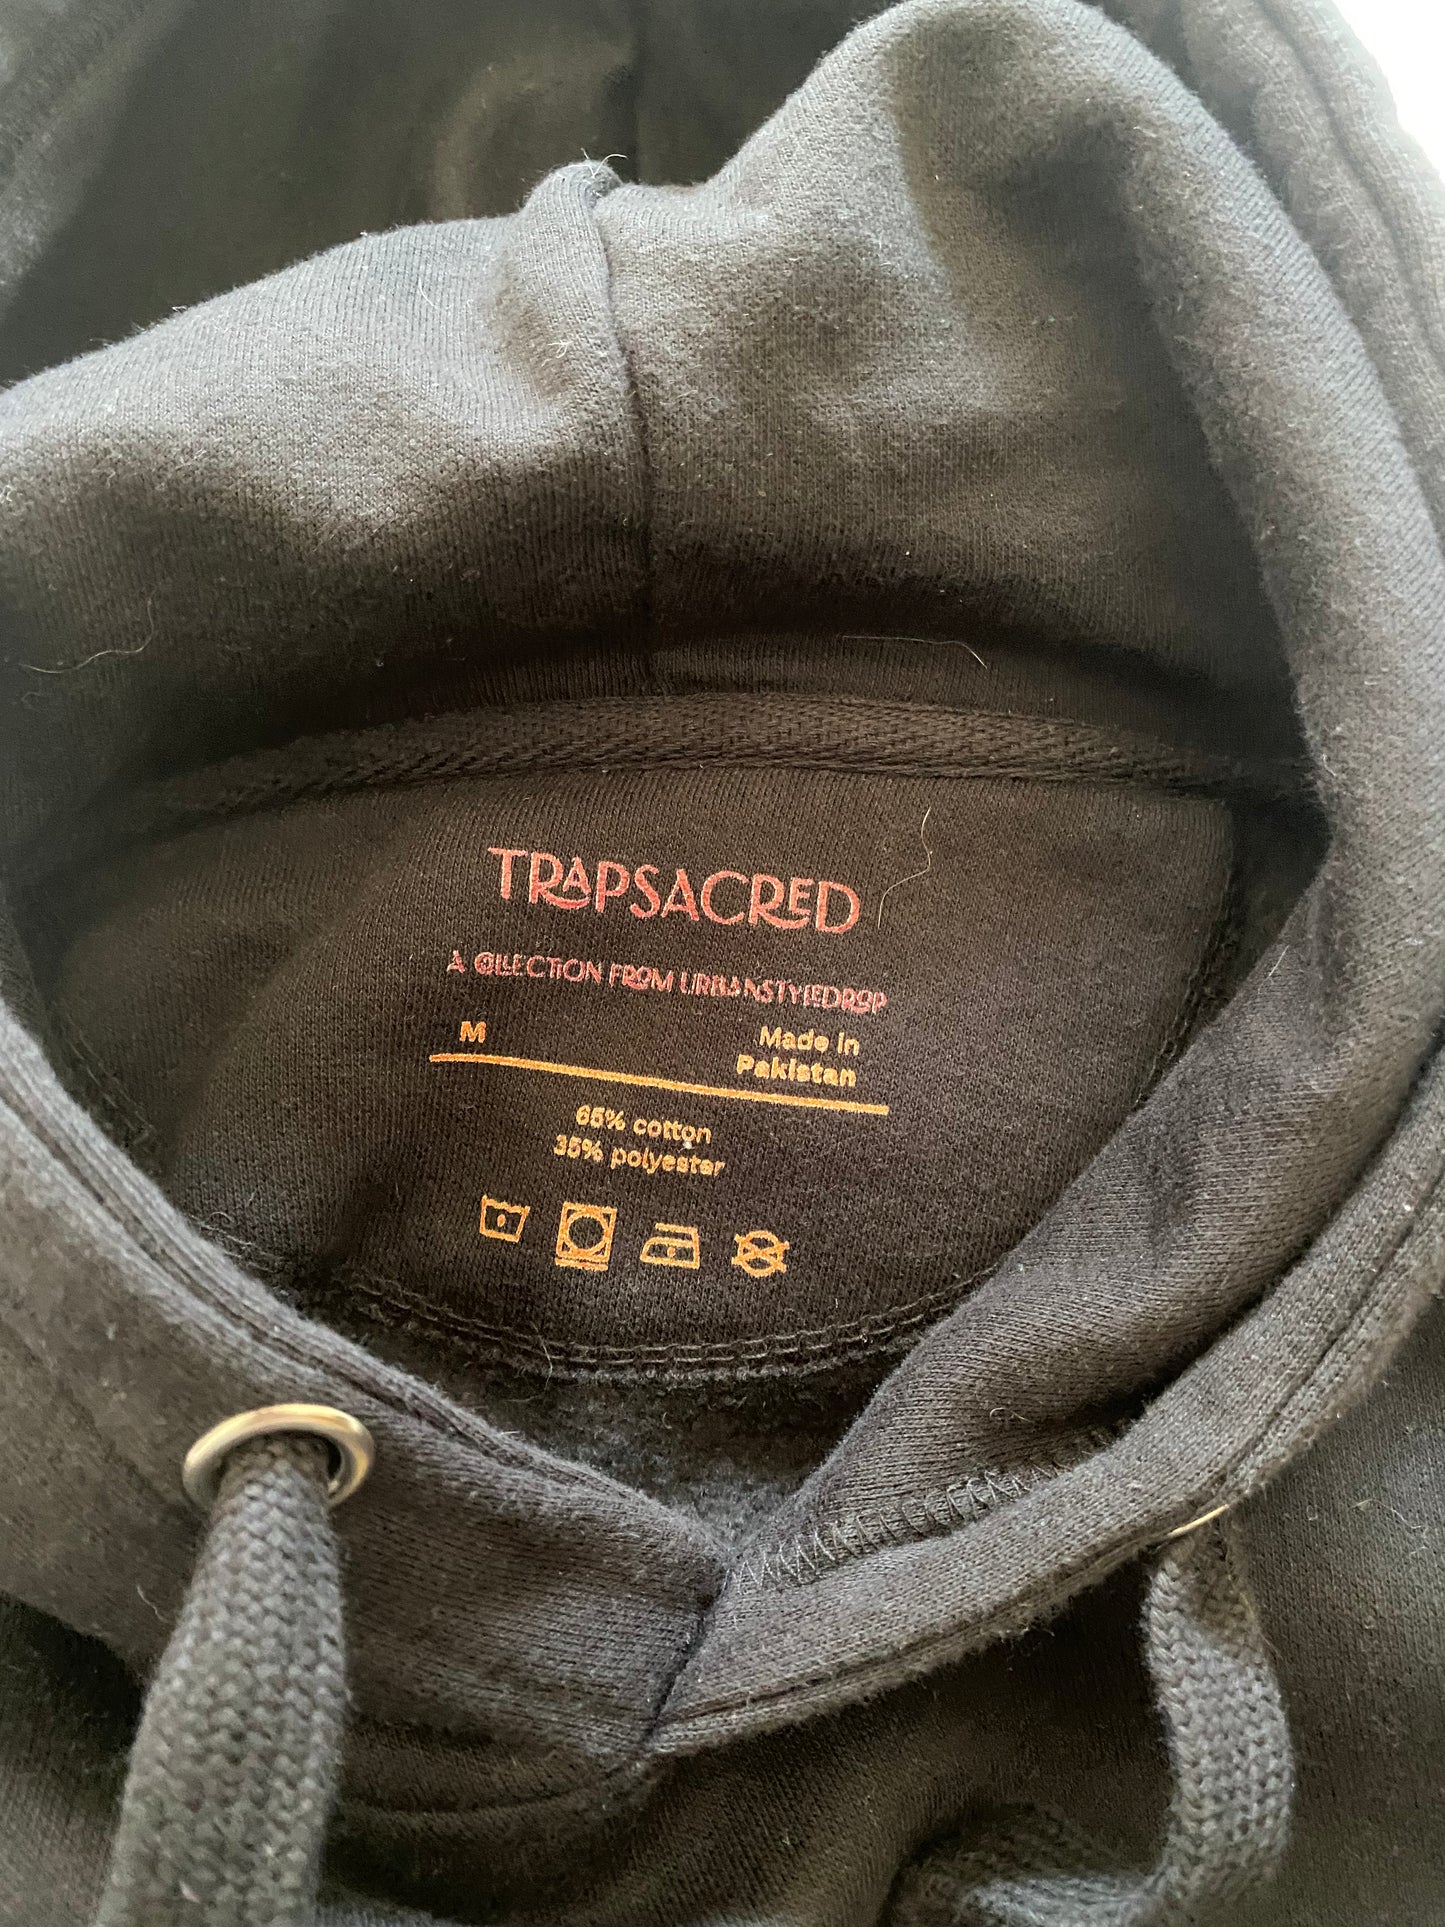 TRAPSACRED
A COLLECTION FROM URBANSTYLEDROP
M
Made in
Pakistan
65% cotton
35% polyester